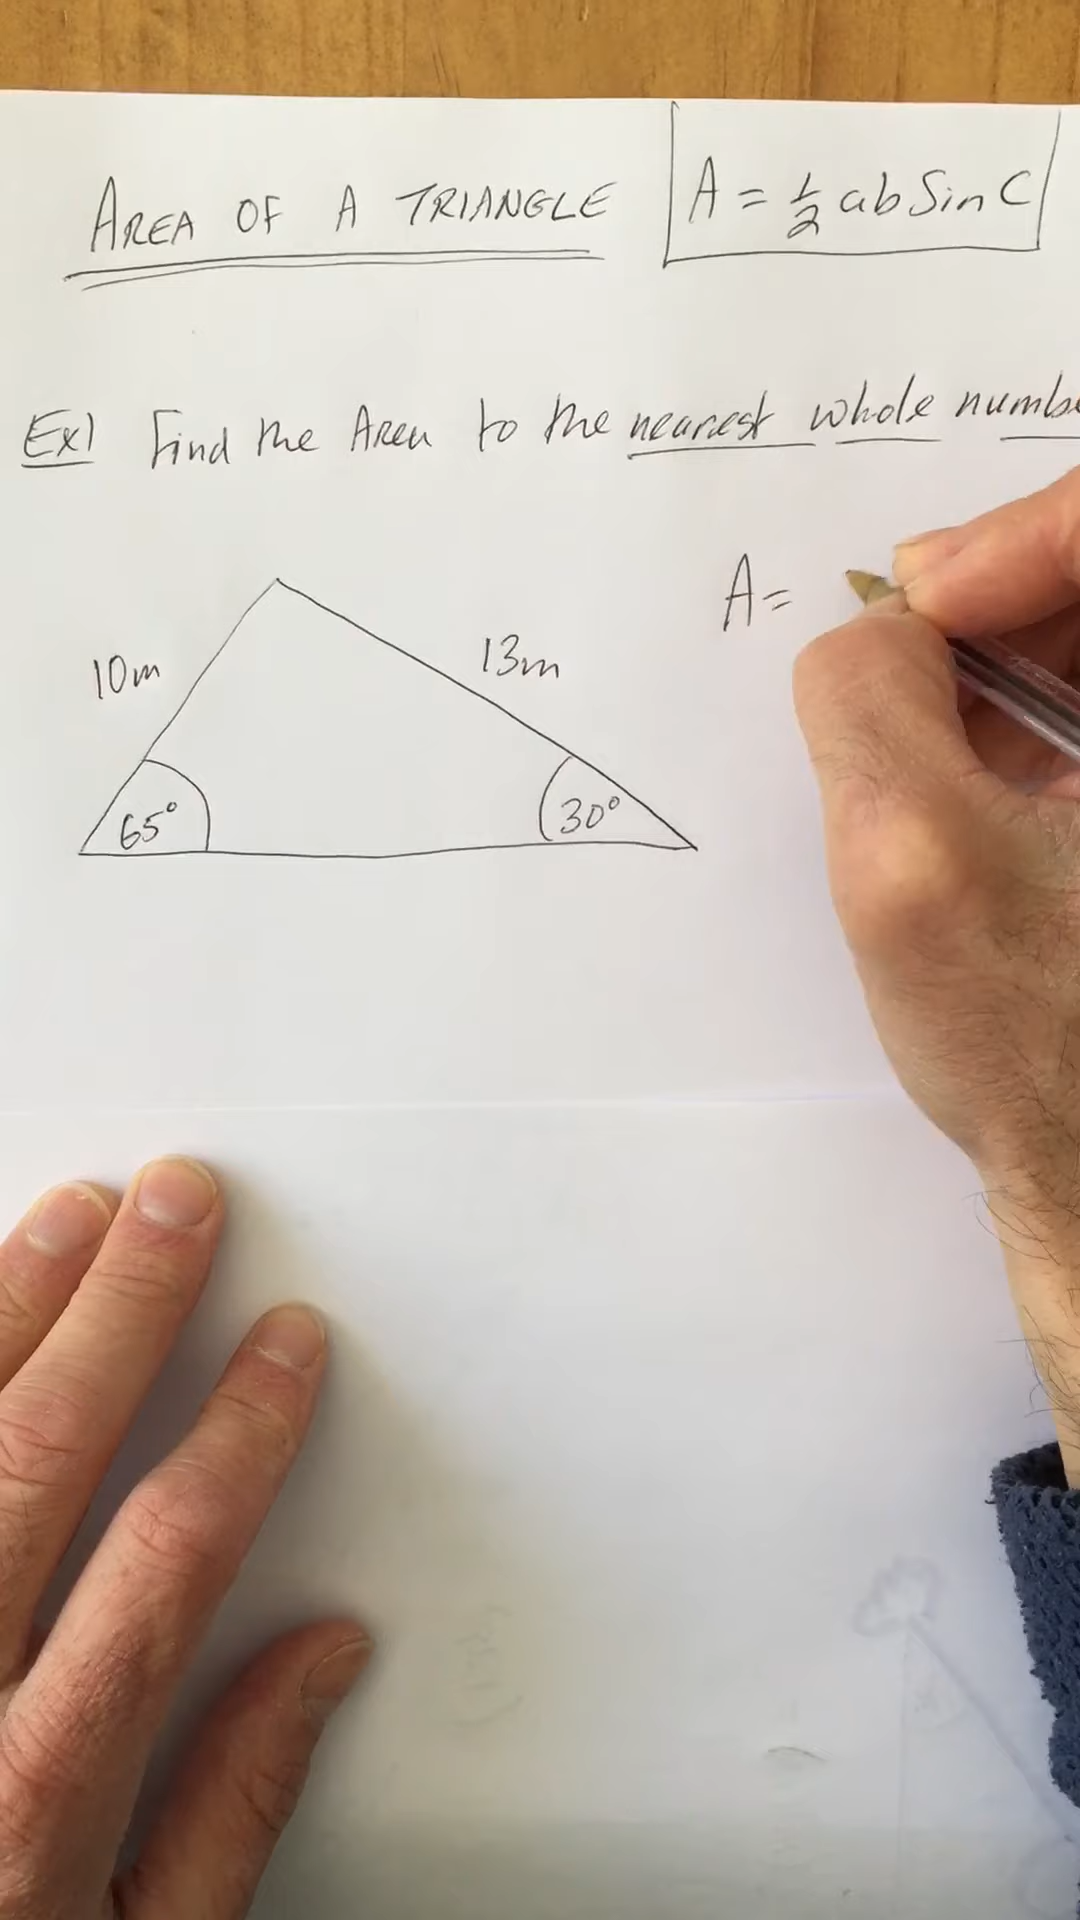 AREA OF A TRIANGLE
A = 1/2 ab Sin C
Ex1 Find the Area to the nearest whole numbe
A =
10m
13m
65°
30°